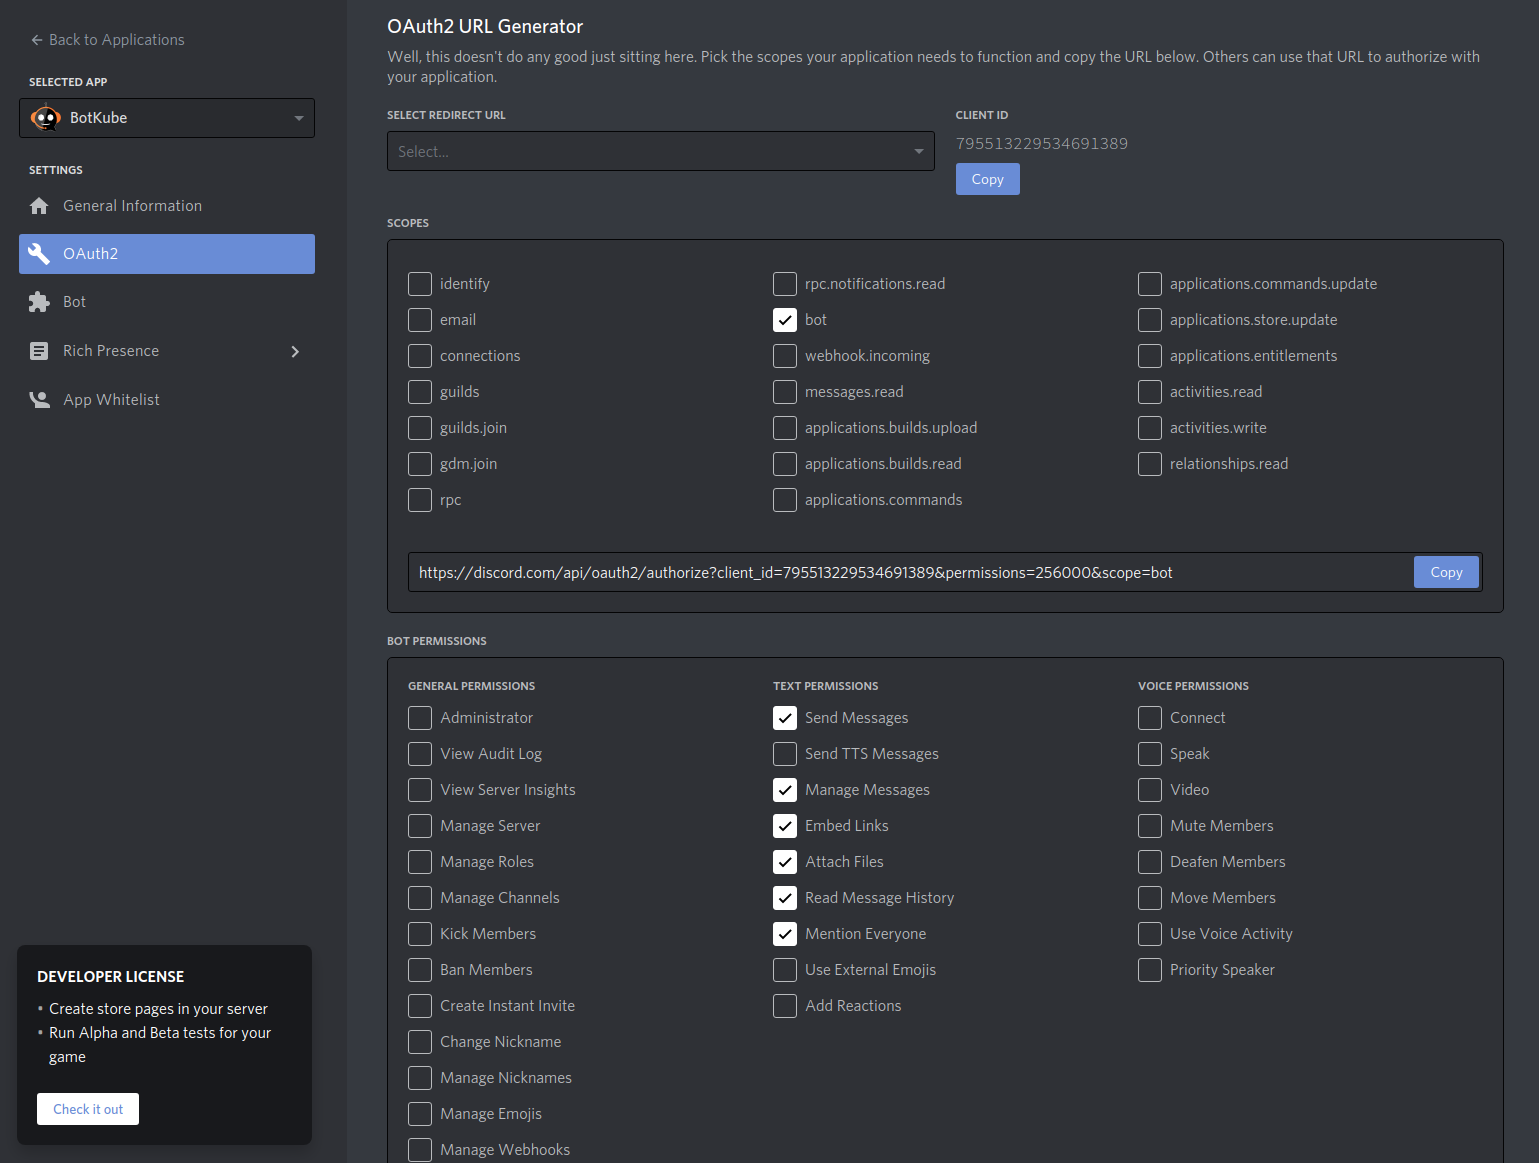 Back to Applications
SELECTED APP
BotKube
SETTINGS
General Information
OAuth2
Bot
Rich Presence
App Whitelist
DEVELOPER LICENSE
• Create store pages in your server
• Run Alpha and Beta tests for your
game
Check it out
OAuth2 URL Generator
Well, this doesn't do any good just sitting here. Pick the scopes your application needs to function and copy the URL below. Others can use that URL to authorize with
your application.
SELECT REDIRECT URL
Select...
CLIENT ID
795513229534691389
Copy
SCOPES
identify
email
connections
guilds
guilds.join
gdm.join
rpc
rpc.notifications.read
bot
webhook.incoming
messages.read
applications.builds.upload
applications.builds.read
applications.commands
applications.commands.update
applications.store.update
applications.entitlements
activities.read
activities.write
relationships.read
https://discord.com/api/oauth2/authorize?client_id=795513229534691389&permissions=256000&scope=bot
Copy
BOT PERMISSIONS
GENERAL PERMISSIONS
Administrator
View Audit Log
View Server Insights
Manage Server
Manage Roles
Manage Channels
Kick Members
Ban Members
Create Instant Invite
Change Nickname
Manage Nicknames
Manage Emojis
Manage Webhooks
TEXT PERMISSIONS
Send Messages
Send TTS Messages
Manage Messages
Embed Links
Attach Files
Read Message History
Mention Everyone
Use External Emojis
Add Reactions
VOICE PERMISSIONS
Connect
Speak
Video
Mute Members
Deafen Members
Move Members
Use Voice Activity
Priority Speaker